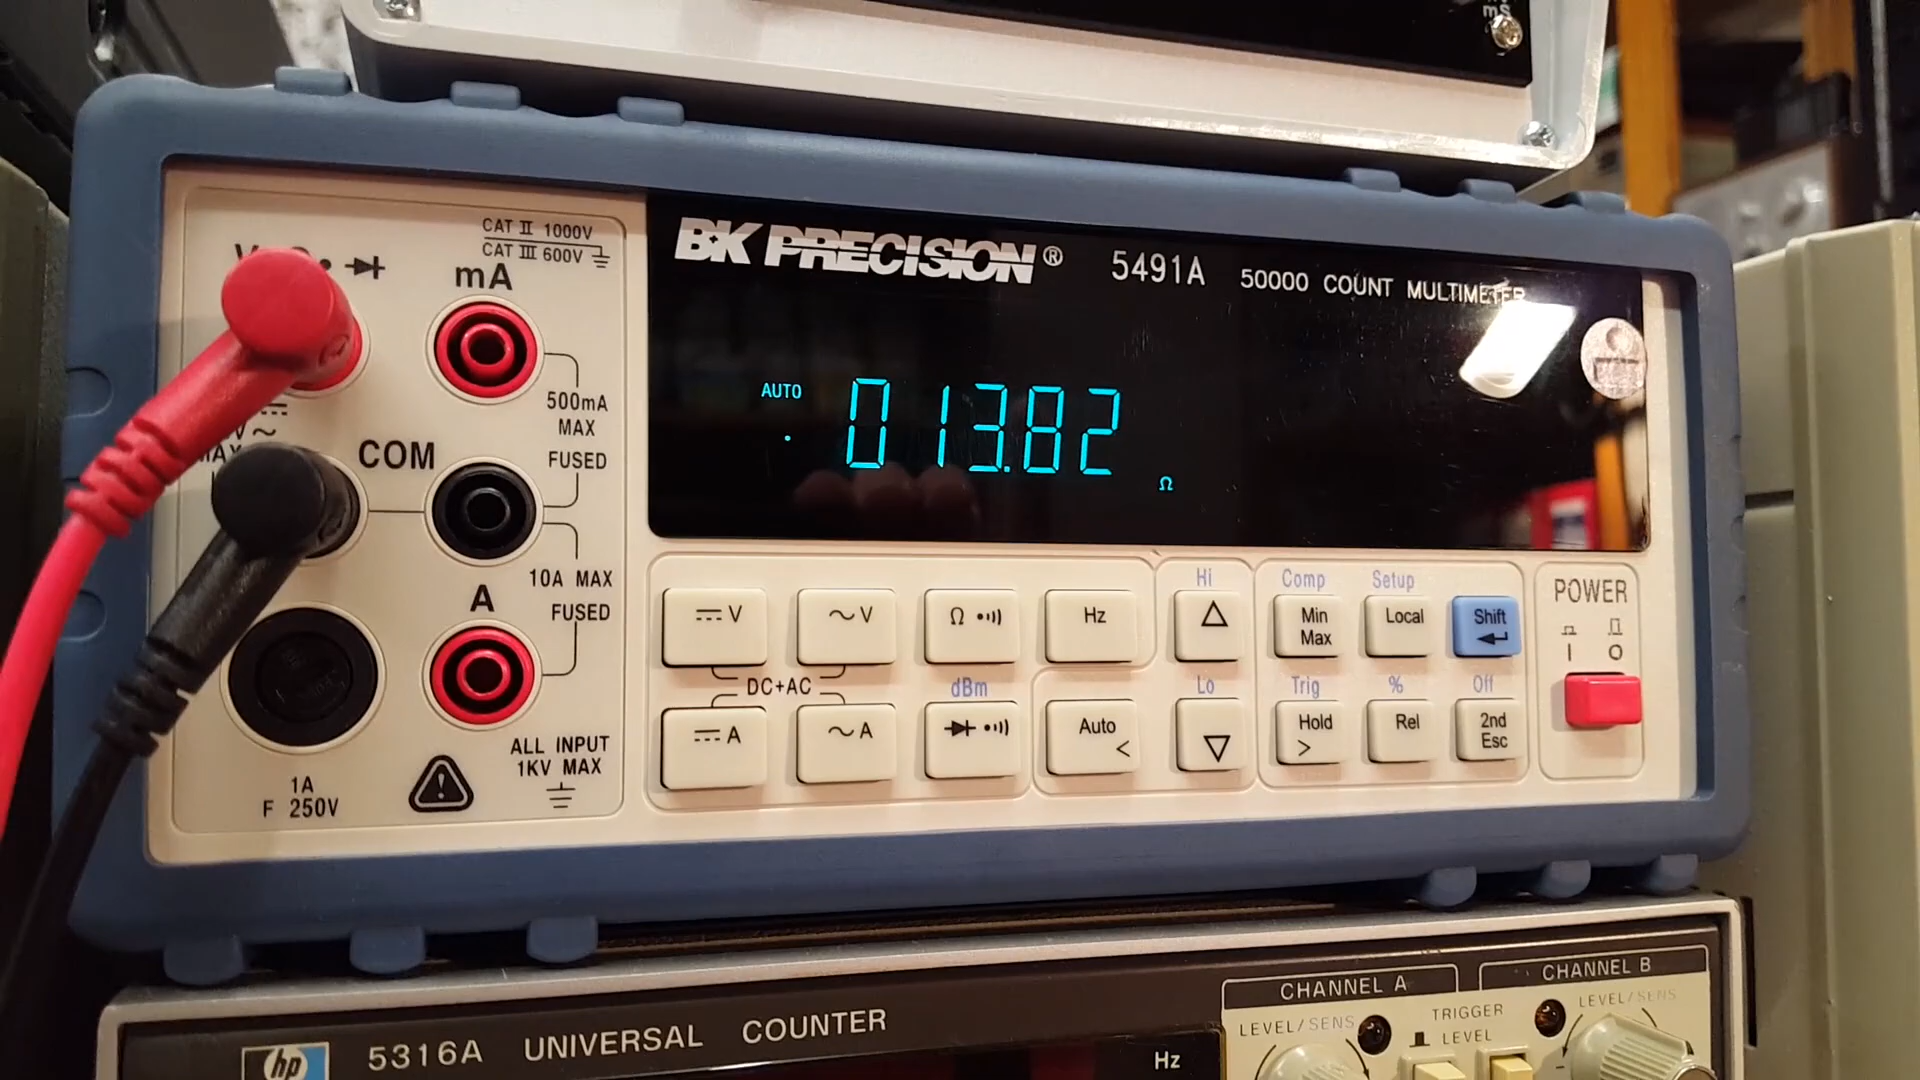 ms
CAT II 1000V
CAT III 600V
mA
500mA
MAX
FUSED
COM
10A MAX
FUSED
A
ALL INPUT
1KV MAX
1A
F 250V
BK PRECISION® 5491A 50000 COUNT MULTIMETER
AUTO
013.82
Ω
V
V
Ω
Hz
DC+AC
dBm
A
A
Auto
<
Hi
Lo
Comp
Setup
Min
Max
Local
Shift
Trig
%
Off
Hold
>
Rel
2nd
Esc
POWER
I O
hp 5316A UNIVERSAL COUNTER
Hz
CHANNEL A
CHANNEL B
LEVEL/SENS
TRIGGER
LEVEL
LEVEL/SENS